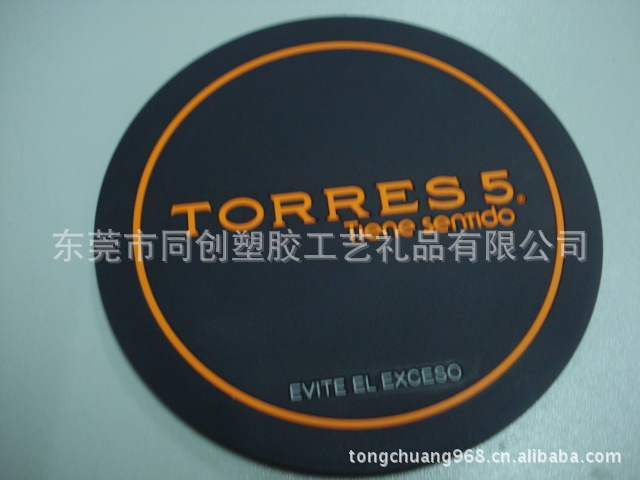 TORRES 5®
Tiene sentido
东莞市同创塑胶工艺礼品有限公司
EVITE EL EXCESO
tongchuang968.cn.alibaba.com